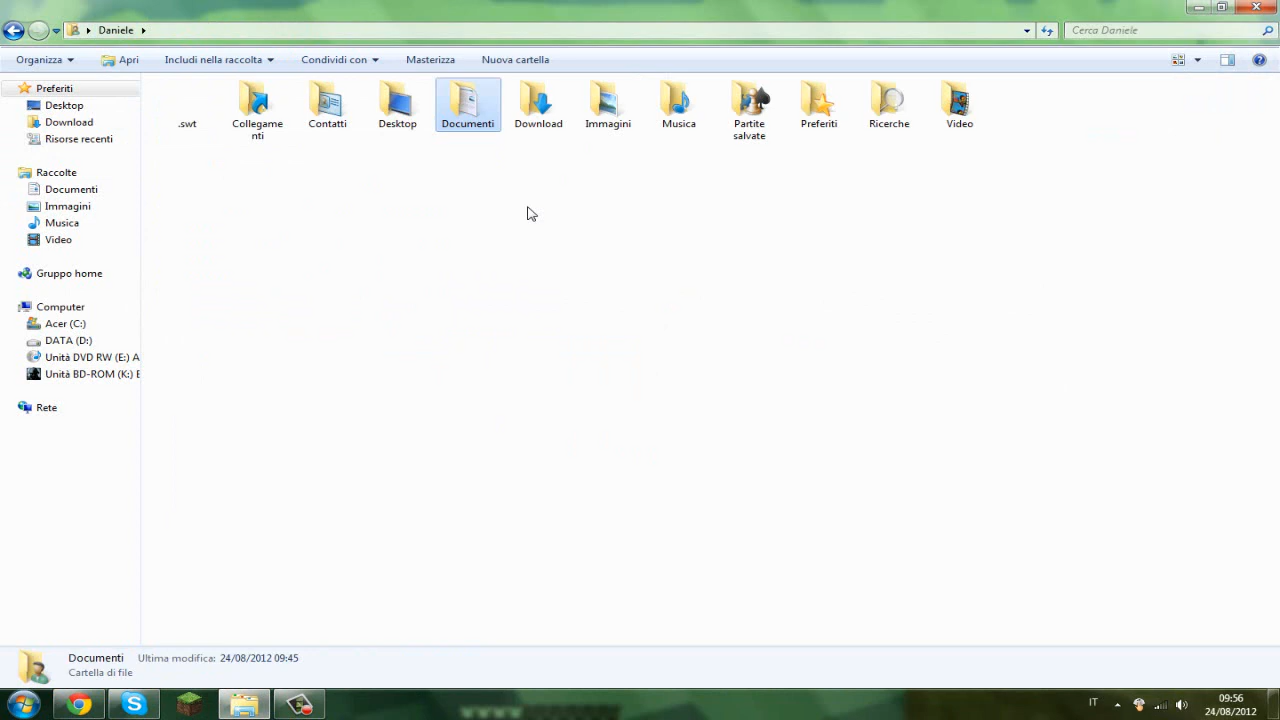 Daniele
Cerca Daniele
Organizza
Apri
Includi nella raccolta
Condividi con
Masterizza
Nuova cartella
Preferiti
Desktop
Download
Risorse recenti
Raccolte
Documenti
Immagini
Musica
Video
Gruppo home
Computer
Acer (C:)
DATA (D:)
Unità DVD RW (E:) A
Unità BD-ROM (K:) E
Rete
.swt
Collegame
nti
Contatti
Desktop
Documenti
Download
Immagini
Musica
Partite
salvate
Preferiti
Ricerche
Video
Documenti
Ultima modifica: 24/08/2012 09:45
Cartella di file
IT
09:56
24/08/2012